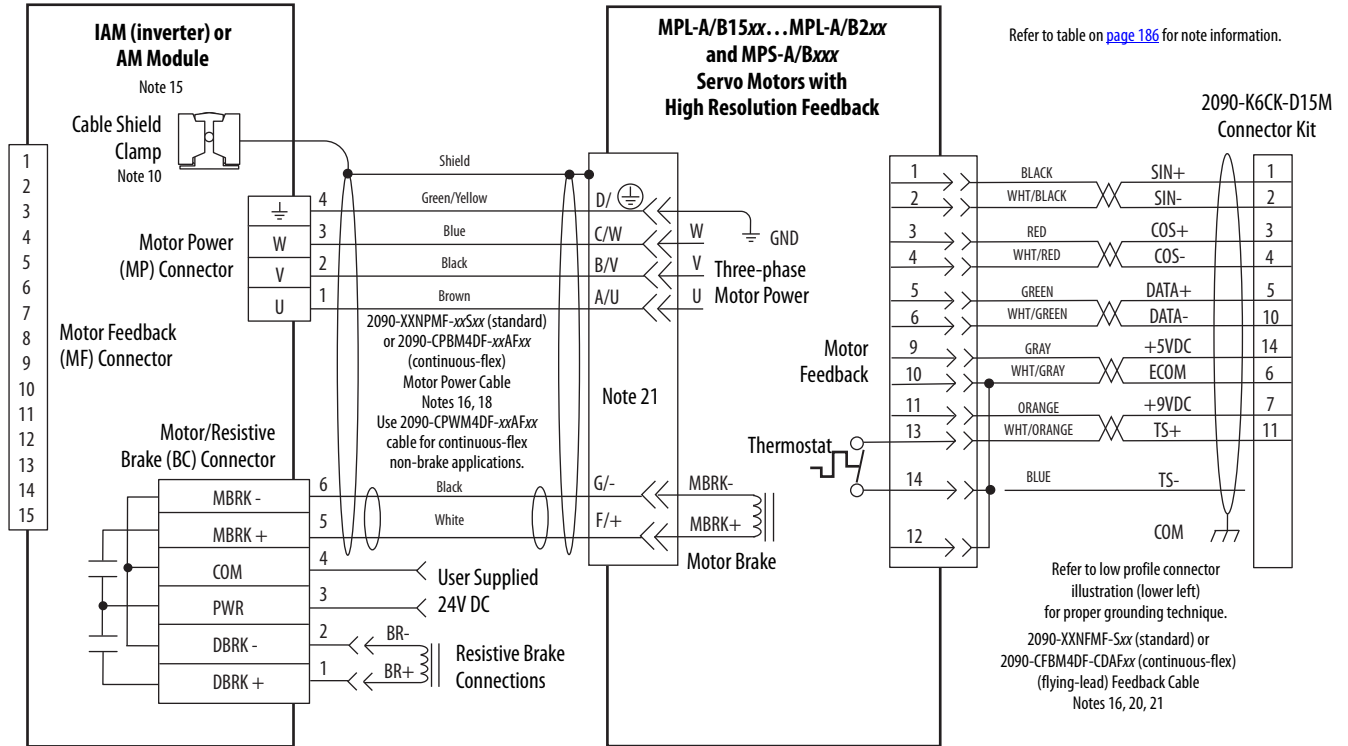 IAM (inverter) or
AM Module
Note 15
Cable Shield
Clamp
Note 10
1
2
3
4
5
6
7
8
9
10
11
12
13
14
15
Motor Power
(MP) Connector
W
V
U
4
3
2
1
Motor Feedback
(MF) Connector
Motor/Resistive
Brake (BC) Connector
MBRK -
MBRK +
COM
PWR
DBRK -
DBRK +
6
5
4
3
2
1
Shield
Green/Yellow
Blue
Black
Brown
2090-XXNPMF-xxSxx (standard)
or 2090-CPBM4DF-xxAFxx
(continuous-flex)
Motor Power Cable
Notes 16, 18
Use 2090-CPWM4DF-xxAFxx
cable for continuous-flex
non-brake applications.
Black
White
User Supplied
24V DC
BR-
BR+
Resistive Brake
Connections
MPL-A/B15xx…MPL-A/B2xx
and MPS-A/Bxxx
Servo Motors with
High Resolution Feedback
D/
C/W
B/V
A/U
Note 21
G/-
F/+
GND
W
V
U
Three-phase
Motor Power
MBRK-
MBRK+
Motor Brake
Thermostat
Motor
Feedback
1
2
3
4
5
6
9
10
11
13
14
12
Refer to table on page 186 for note information.
2090-K6CK-D15M
Connector Kit
BLACK SIN+ 1
WHT/BLACK SIN- 2
RED COS+ 3
WHT/RED COS- 4
GREEN DATA+ 5
WHT/GREEN DATA- 10
GRAY +5VDC 14
WHT/GRAY ECOM 6
ORANGE +9VDC 7
WHT/ORANGE TS+ 11
BLUE TS-
COM
Refer to low profile connector
illustration (lower left)
for proper grounding technique.
2090-XXNFMF-Sxx (standard) or
2090-CFBM4DF-CDAFxx (continuous-flex)
(flying-lead) Feedback Cable
Notes 16, 20, 21